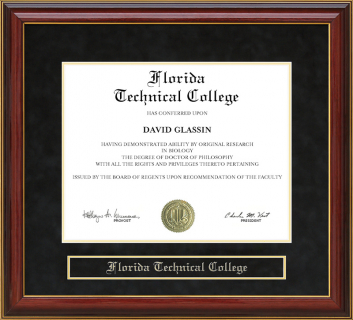 Florida
Technical College
HAS CONFERRED UPON
DAVID GLASSIN
HAVING DEMONSTRATED ABILITY BY ORIGINAL RESEARCH
IN BIOLOGY
THE DEGREE OF DOCTOR OF PHILOSOPHY
WITH ALL THE RIGHTS AND PRIVILEGES THERETO PERTAINING
ISSUED BY THE BOARD OF REGENTS UPON RECOMMENDATION OF THE FACULTY
PROVOST
PRESIDENT
Florida Technical College